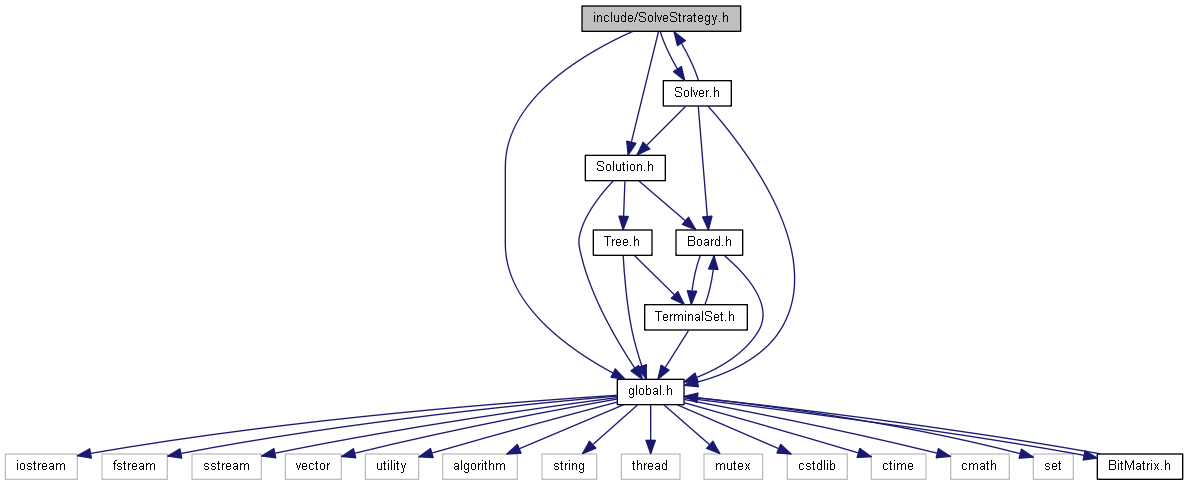 include/SolveStrategy.h
Solver.h
Solution.h
Tree.h
Board.h
TerminalSet.h
global.h
iostream
fstream
sstream
vector
utility
algorithm
string
thread
mutex
cstdlib
ctime
cmath
set
BitMatrix.h